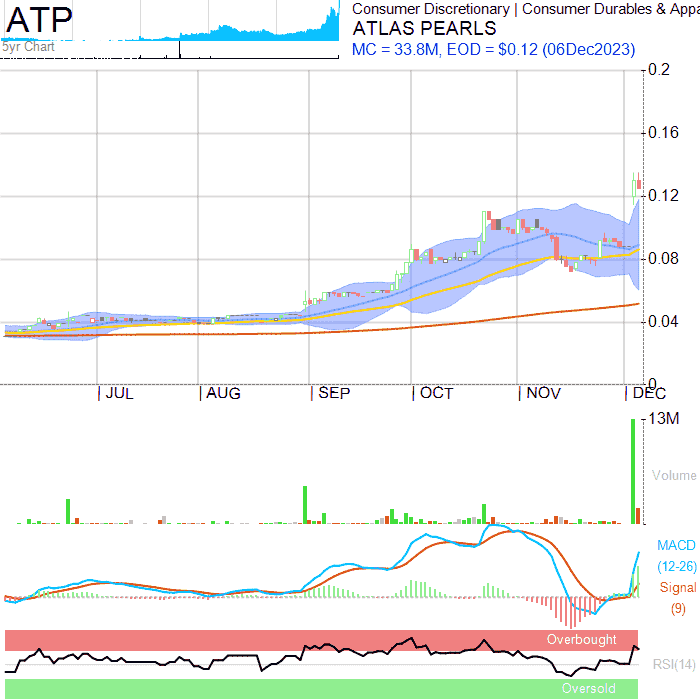 ATP
5yr Chart
Consumer Discretionary | Consumer Durables & Appa
ATLAS PEARLS
MC = 33.8M, EOD = $0.12 (06Dec2023)
0.2
0.16
0.12
0.08
0.04
0
JUL AUG SEP OCT NOV DEC
13M
Volume
MACD
(12-26)
Signal
(9)
Overbought
RSI(14)
Oversold